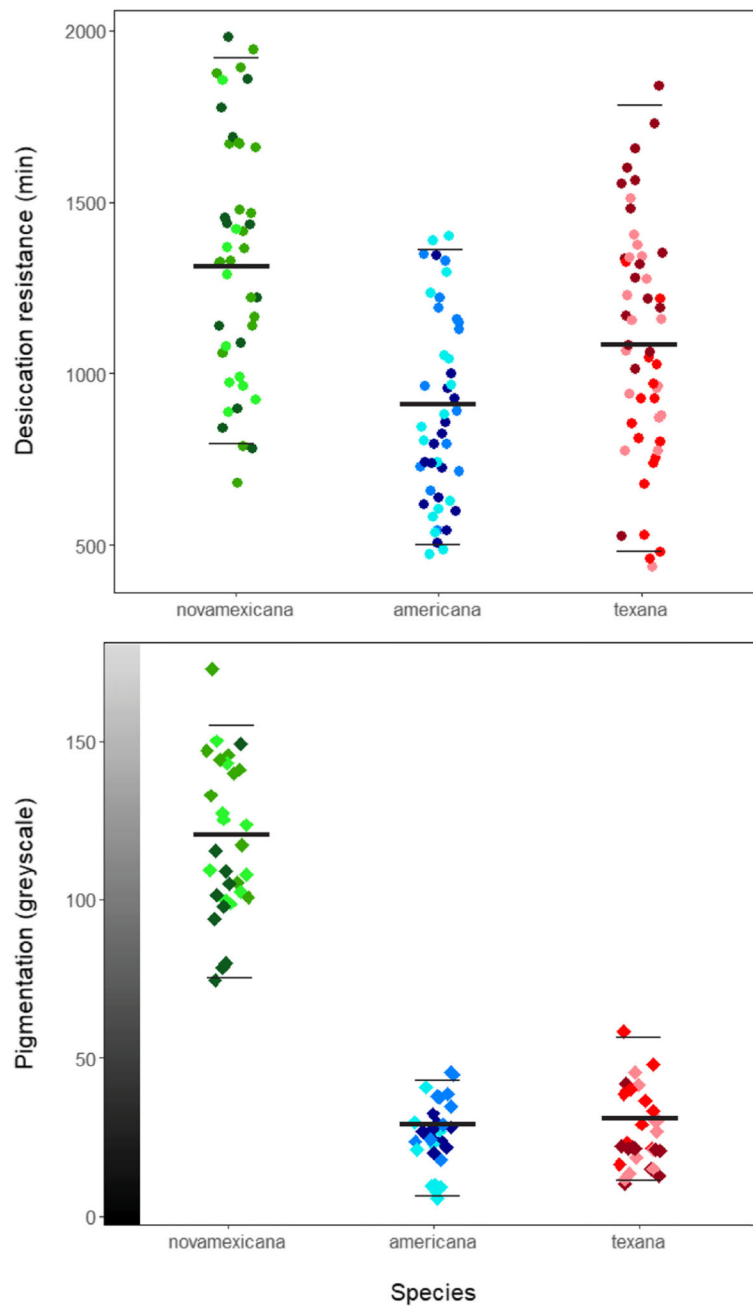 Desiccation resistance (min)
2000
1500
1000
500
novamexicana americana texana
Pigmentation (greyscale)
150
100
50
0
novamexicana americana texana
Species